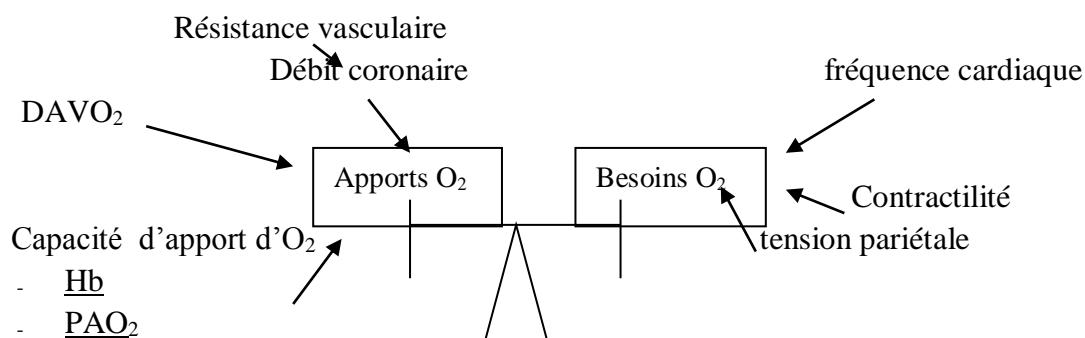 Résistance vasculaire
Débit coronaire
fréquence cardiaque
DAVO₂
Apports O₂
Besoins O₂
Contractilité
Capacité d’apport d’O₂
tension pariétale
- Hb
- PAO₂